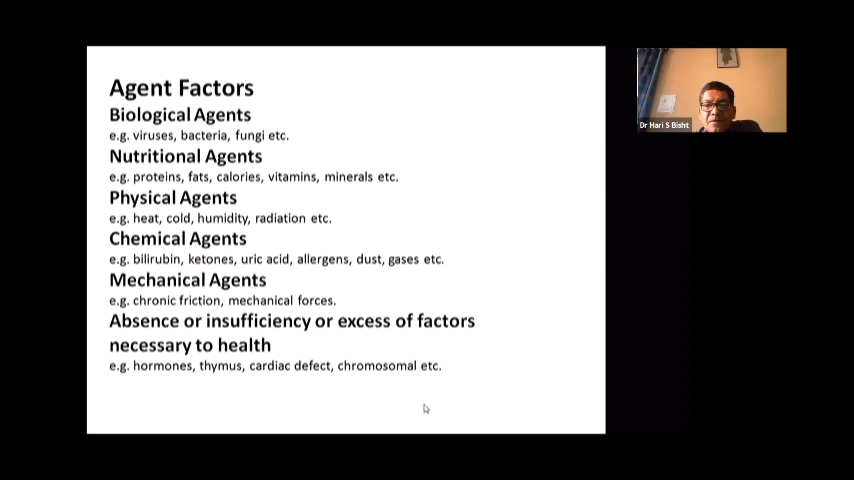 Agent Factors
Biological Agents
e.g. viruses, bacteria, fungi etc.
Nutritional Agents
e.g. proteins, fats, calories, vitamins, minerals etc.
Physical Agents
e.g. heat, cold, humidity, radiation etc.
Chemical Agents
e.g. bilirubin, ketones, uric acid, allergens, dust, gases etc.
Mechanical Agents
e.g. chronic friction, mechanical forces.
Absence or insufficiency or excess of factors
necessary to health
e.g. hormones, thymus, cardiac defect, chromosomal etc.
Dr Hari S Bisht